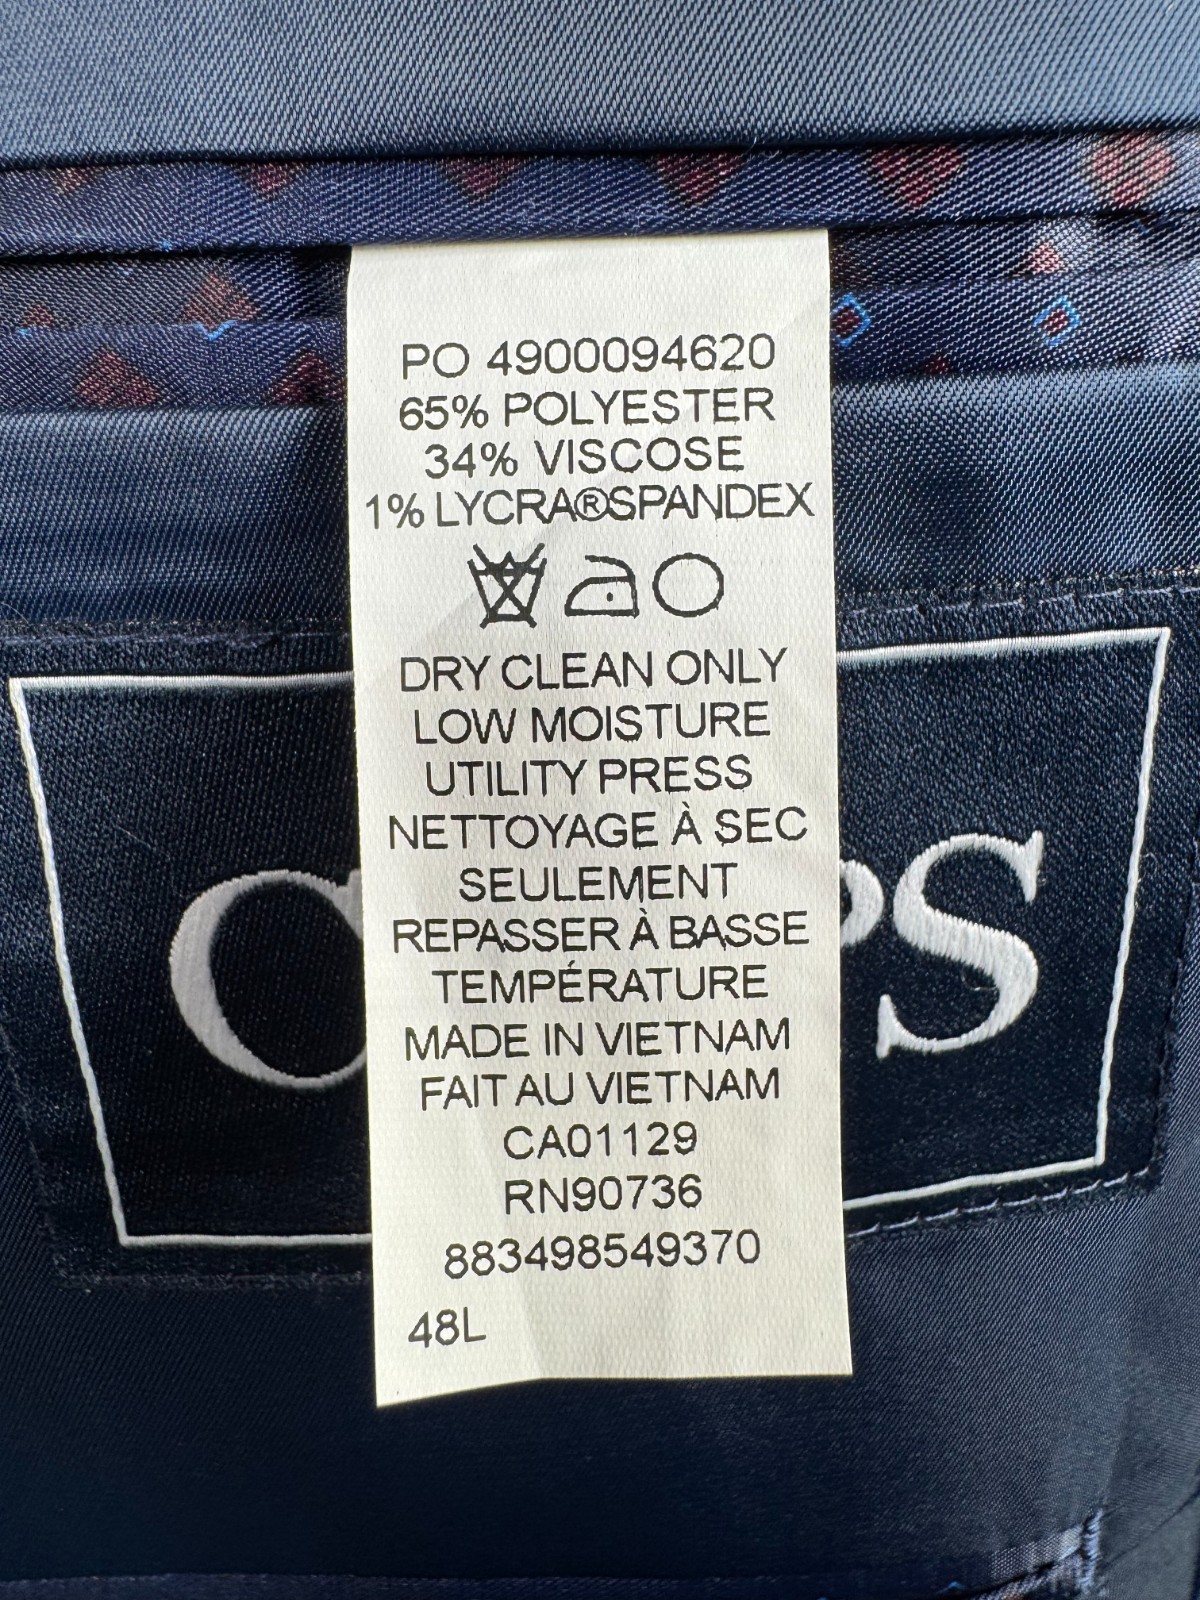 PO 4900094620
65% POLYESTER
34% VISCOSE
1% LYCRA®SPANDEX
DRY CLEAN ONLY
LOW MOISTURE
UTILITY PRESS
NETTOYAGE À SEC
SEULEMENT
REPASSER À BASSE
TEMPÉRATURE
MADE IN VIETNAM
FAIT AU VIETNAM
CA01129
RN90736
883498549370
48L